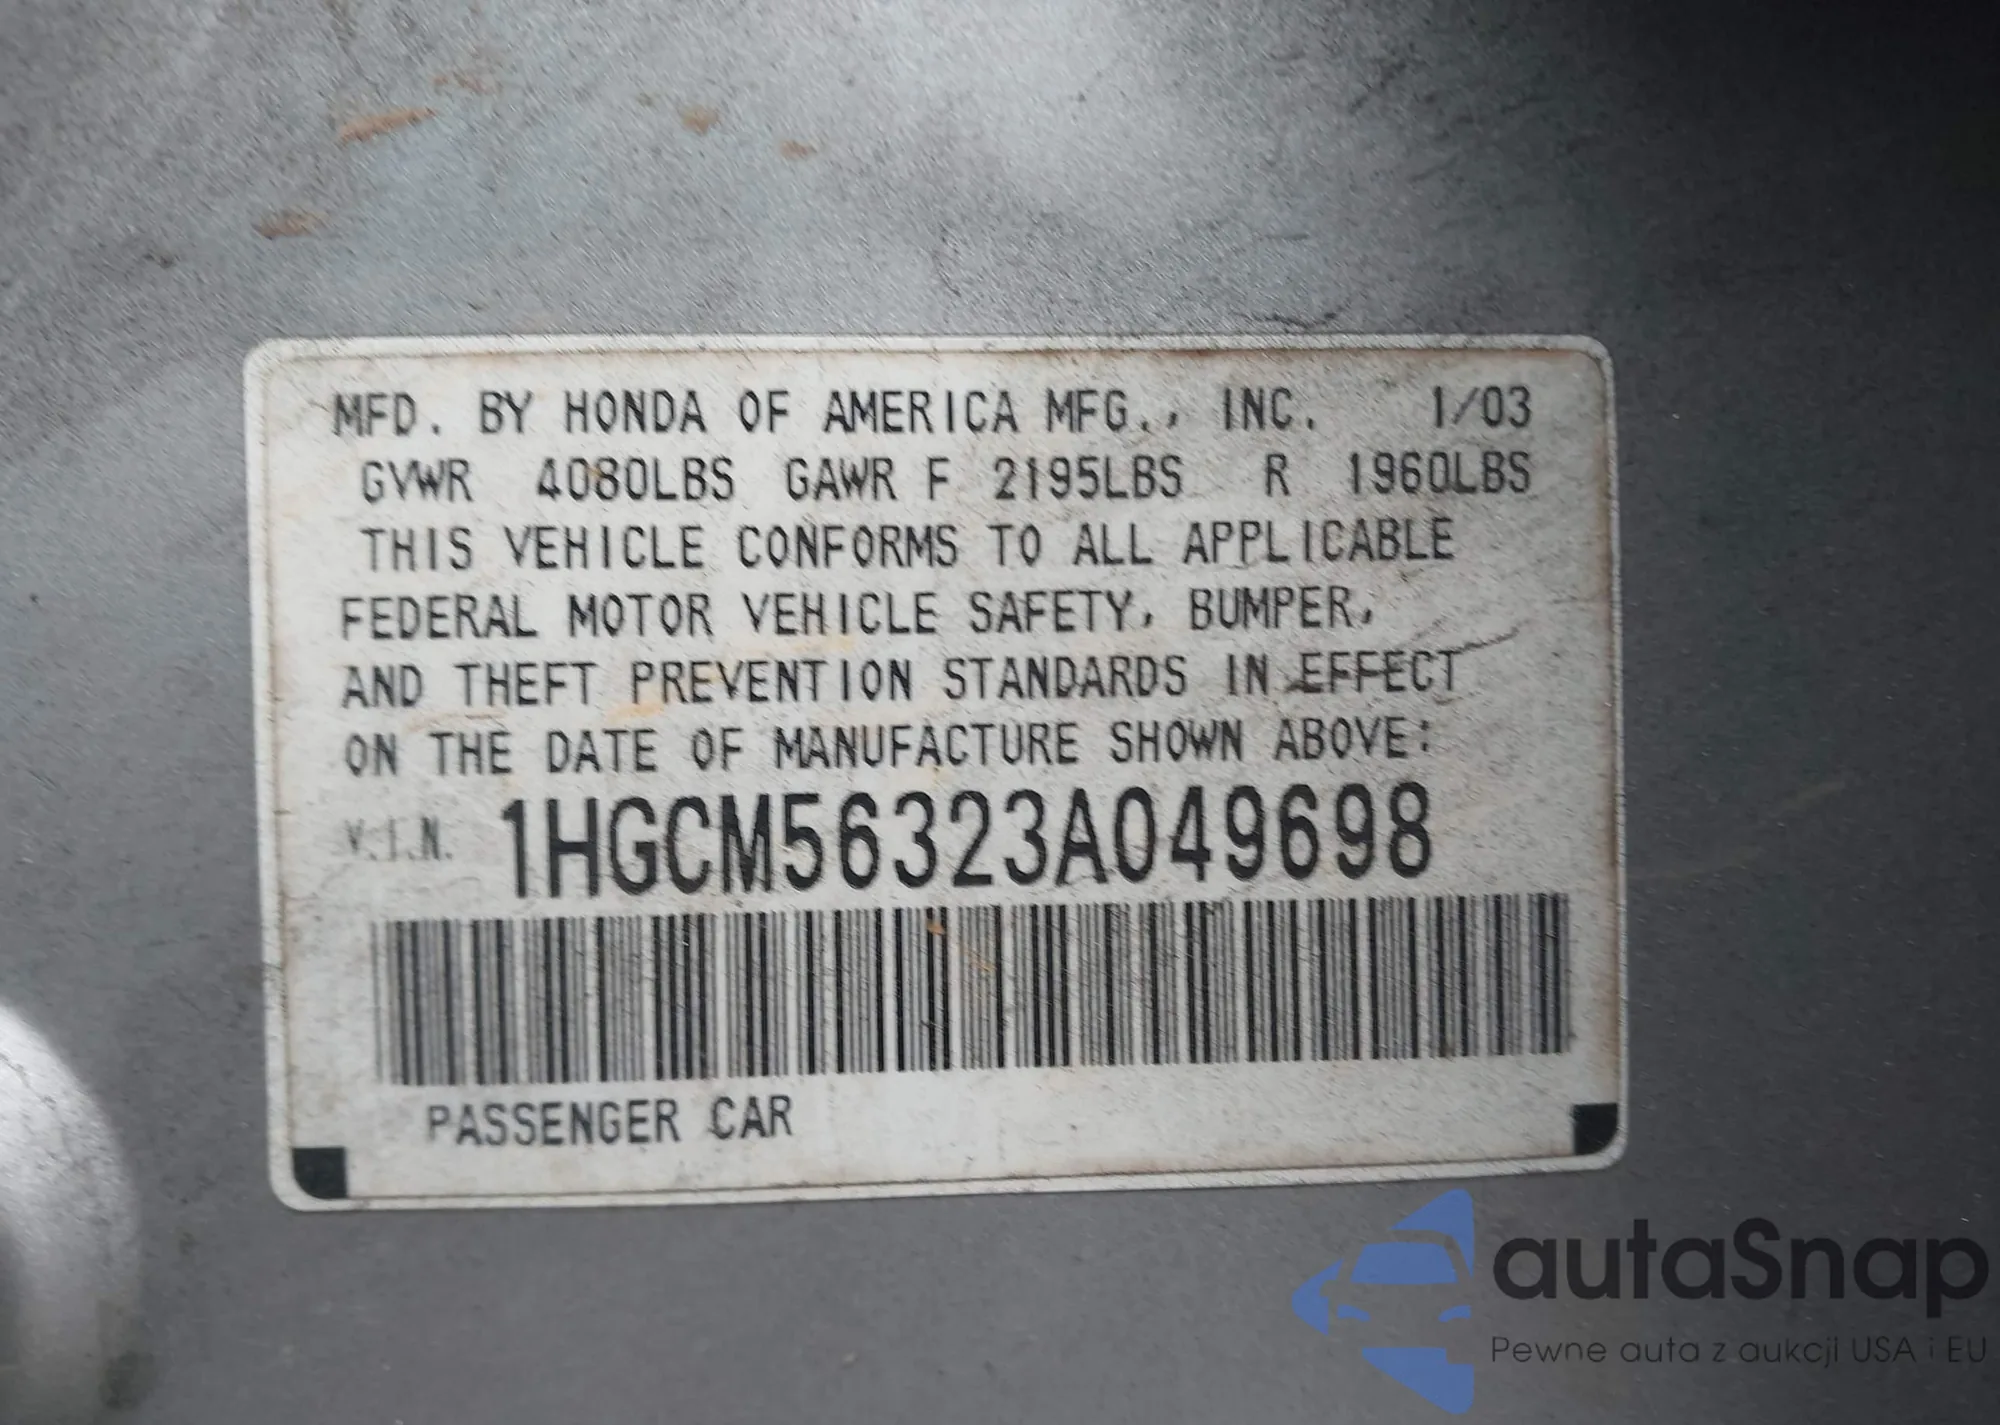 MFD. BY HONDA OF AMERICA MFG., INC. 1/03
GVWR 4080LBS GAWR F 2195LBS R 1960LBS
THIS VEHICLE CONFORMS TO ALL APPLICABLE
FEDERAL MOTOR VEHICLE SAFETY, BUMPER,
AND THEFT PREVENTION STANDARDS IN EFFECT
ON THE DATE OF MANUFACTURE SHOWN ABOVE:
V.I.N. 1HGCM56323A049698
PASSENGER CAR
autaSnap
Pewne auta z aukcji USA i EU